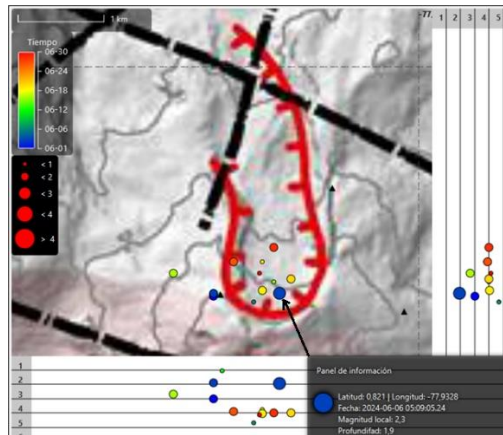 1 km
-77.
1 2 3 4 5
Tiempo
06-30
06-24
06-18
06-12
06-06
06-01
< 1
< 2
< 3
< 4
> 4
1
2
3
4
5
Panel de información
Latitud: 0,821 | Longitud: -77,9328
Fecha: 2024-06-06 05:09:05.24
Magnitud local: 2,3
Profunfidad: 1,9